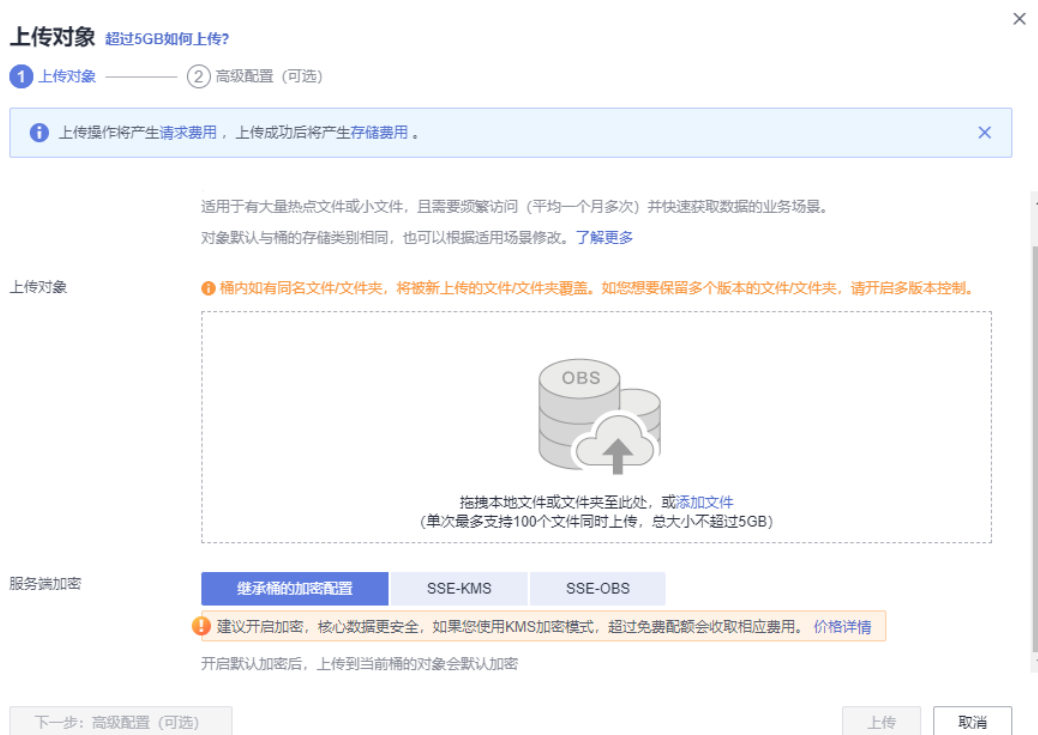 上传对象 超过5GB如何上传?
1 上传对象 2 高级配置（可选）
上传操作将产生请求费用，上传成功后将产生存储费用。
适用于有大量热点文件或小文件，且需要频繁访问（平均一个月多次）并快速获取数据的业务场景。
对象默认与桶的存储类别相同，也可以根据适用场景修改。了解更多
上传对象 桶内如有同名文件/文件夹，将被新上传的文件/文件夹覆盖。如您想要保留多个版本的文件/文件夹，请开启多版本控制。
OBS
拖拽本地文件或文件夹至此处，或添加文件
（单次最多支持100个文件同时上传，总大小不超过5GB）
服务端加密 继承桶的加密配置 SSE-KMS SSE-OBS
建议开启加密，核心数据更安全，如果您使用KMS加密模式，超过免费配额会收取相应费用。 价格详情
开启默认加密后，上传到当前桶的对象会默认加密
下一步：高级配置（可选） 上传 取消